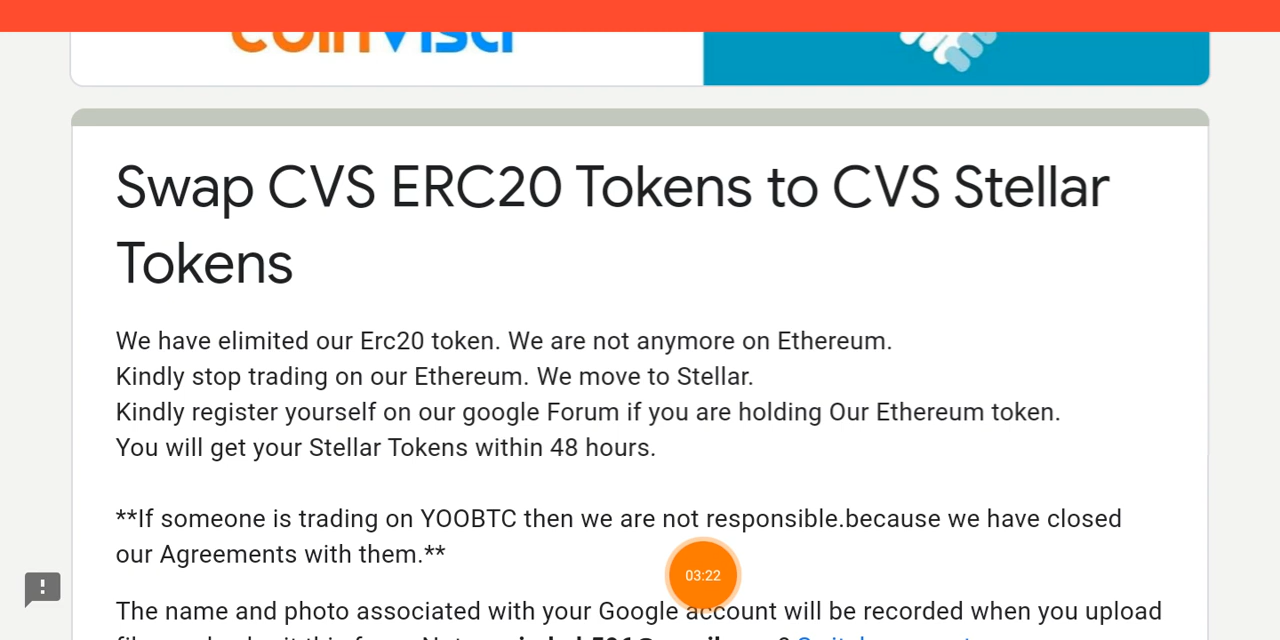 coinvista
Swap CVS ERC20 Tokens to CVS Stellar
Tokens
We have elimited our Erc20 token. We are not anymore on Ethereum.
Kindly stop trading on our Ethereum. We move to Stellar.
Kindly register yourself on our google Forum if you are holding Our Ethereum token.
You will get your Stellar Tokens within 48 hours.
**If someone is trading on YOOBTC then we are not responsible.because we have closed
our Agreements with them.**
03:22
The name and photo associated with your Google account will be recorded when you upload